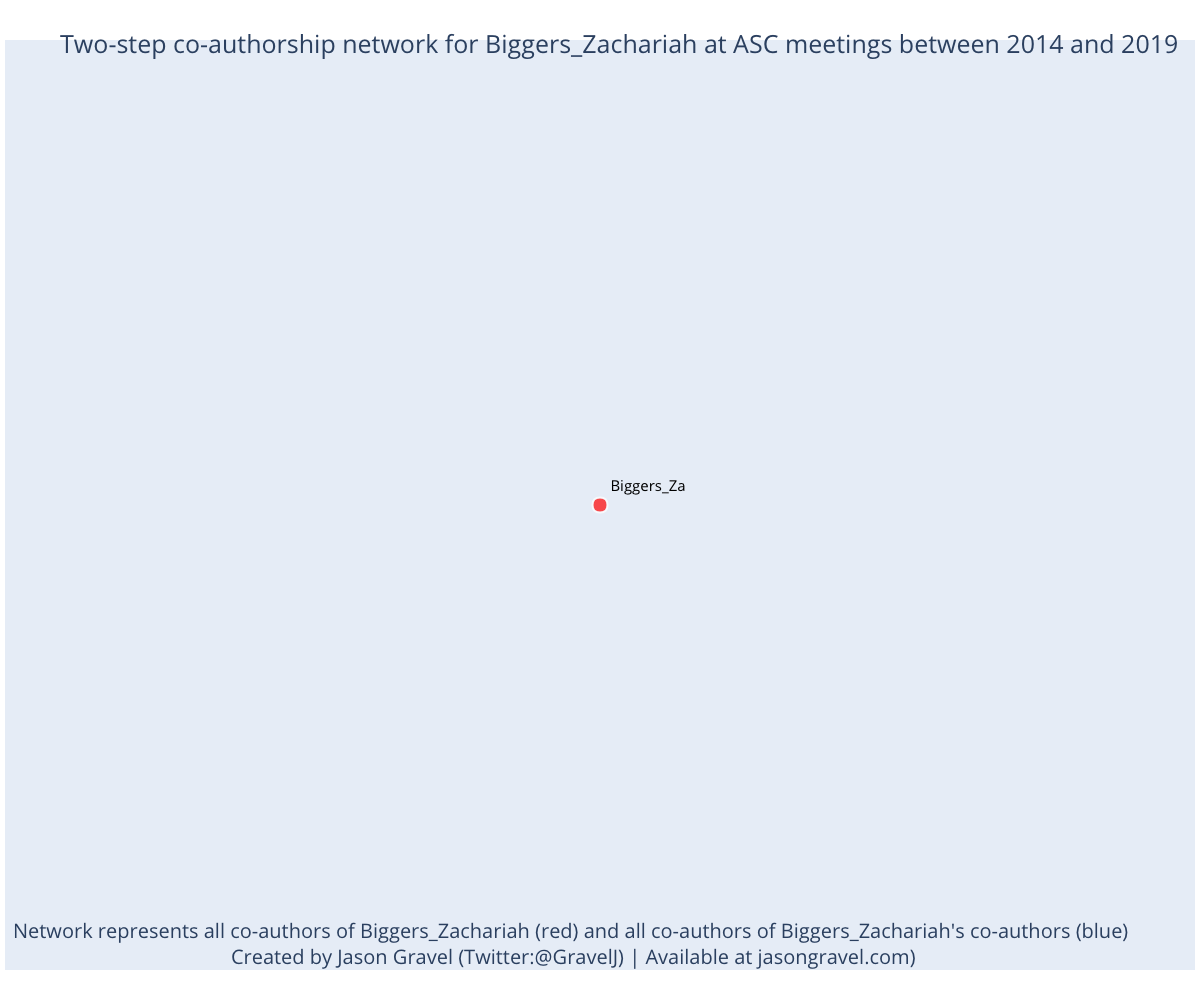 Two-step co-authorship network for Biggers_Zachariah at ASC meetings between 2014 and 2019
Biggers_Za
Network represents all co-authors of Biggers_Zachariah (red) and all co-authors of Biggers_Zachariah's co-authors (blue)
Created by Jason Gravel (Twitter:@GravelJ) | Available at jasongravel.com)